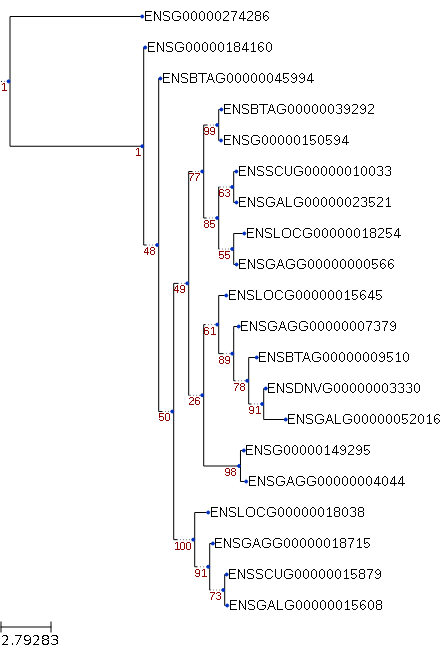 ENSG00000274286
ENSG00000184160
ENSBTAG00000045994
1
ENSBTAG00000039292
99
ENSG00000150594
1
ENSSCUG00000010033
77
63
ENSGALG00000023521
85
ENSLOCG00000018254
48
55
ENSGAGG00000000566
49
ENSLOCG00000015645
61
ENSGAGG00000007379
89
ENSBTAG00000009510
78
ENSDNVG00000003330
26
91
50
ENSGALG00000052016
ENSG00000149295
98
ENSGAGG00000004044
ENSLOCG00000018038
100
ENSGAGG00000018715
91
ENSSCUG00000015879
73
ENSGALG00000015608
2.79283